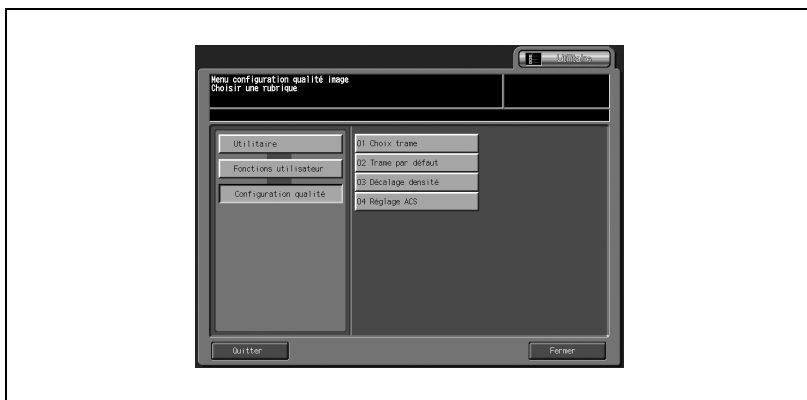 Utilitaire
Menu configuration qualité image
Choisir une rubrique
Utilitaire
Fonctions utilisateur
Configuration qualité
01 Choix trame
02 Trame par défaut
03 Décalage densité
04 Réglage ACS
Quitter
Fermer